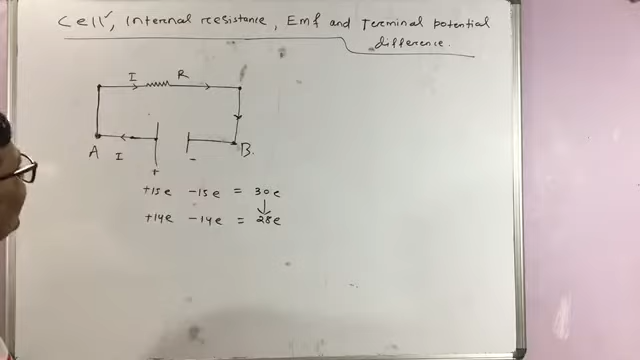 Cell, Internal resistance, Emf and Terminal potential
difference.
I R
A I + - B.
+15e -15e = 30e
+14e -14e = 28e